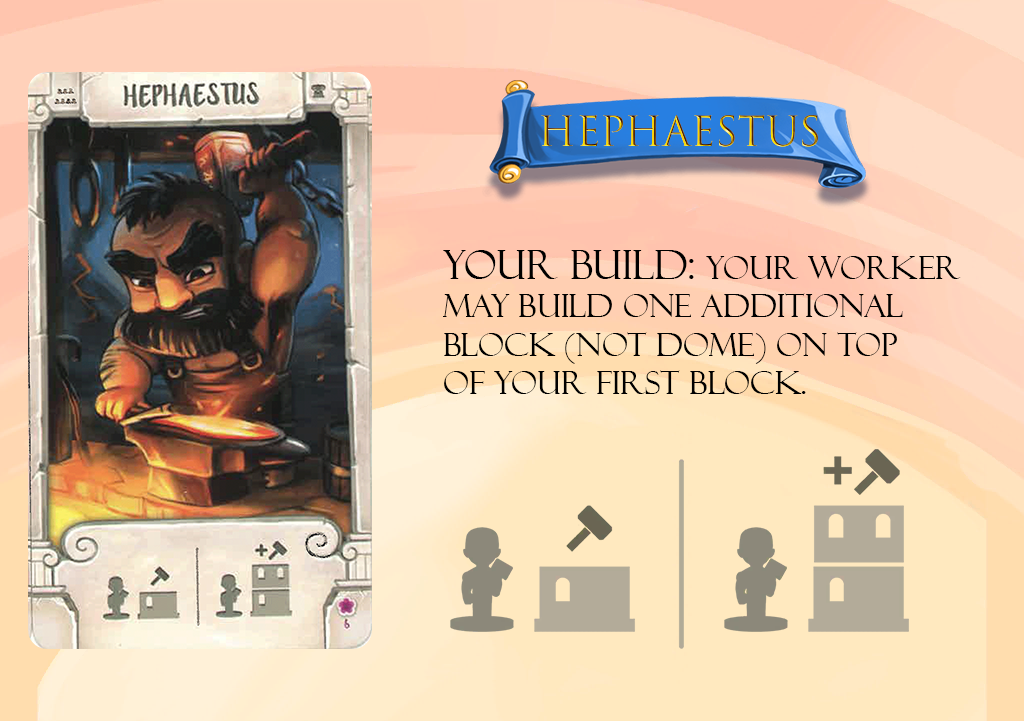 HEPHAESTUS
6
HEPHAESTUS
YOUR BUILD: YOUR WORKER
MAY BUILD ONE ADDITIONAL
BLOCK (NOT DOME) ON TOP
OF YOUR FIRST BLOCK.